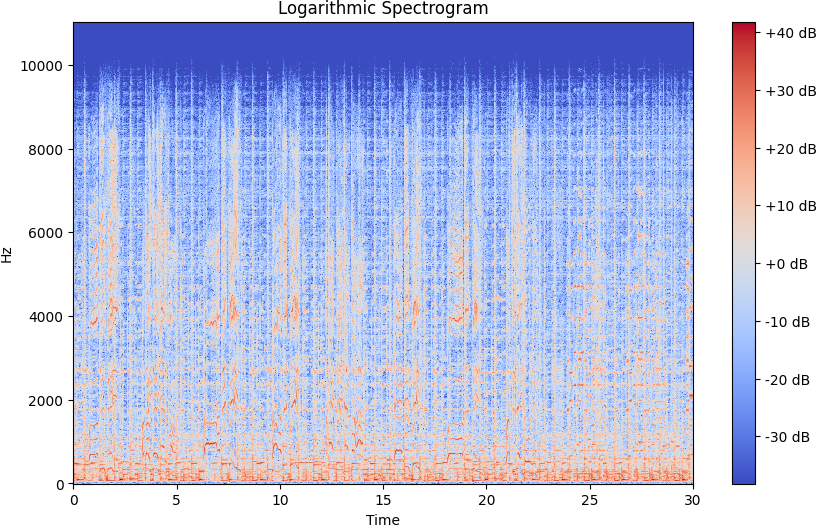 Logarithmic Spectrogram
Hz
10000
8000
6000
4000
2000
0
0 5 10 15 20 25 30
Time
+40 dB
+30 dB
+20 dB
+10 dB
+0 dB
-10 dB
-20 dB
-30 dB